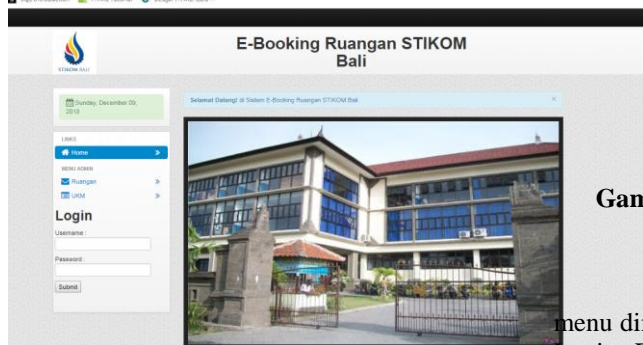 E-Booking Ruangan STIKOM
Bali
STIKOM BALI
Sunday, December 09,
Selamat Datang! di Sistem E-Booking Ruangan STIKOM Bali
LINKS
Home
MENU ADMIN
Ruangan
UKM
Login
Username :
Password :
Submit
Gam
menu di